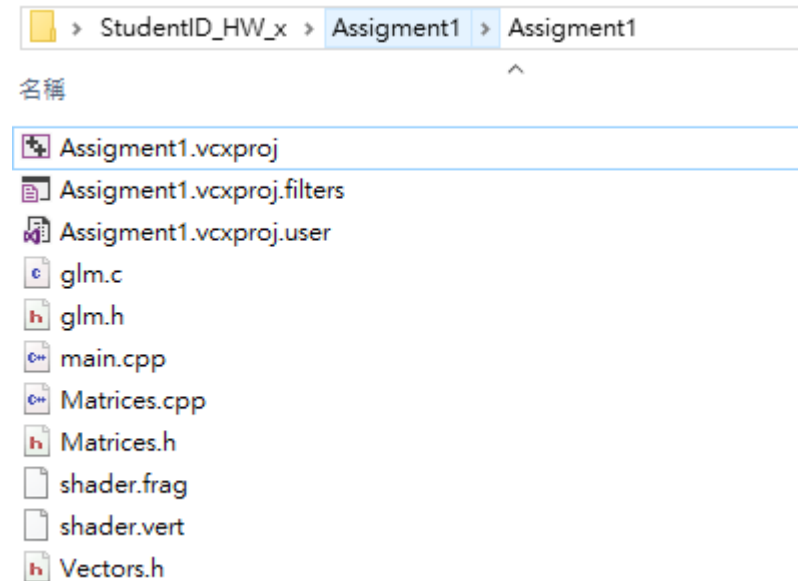 StudentID_HW_x > Assigment1 > Assigment1
名稱
Assigment1.vcxproj
Assigment1.vcxproj.filters
Assigment1.vcxproj.user
glm.c
glm.h
main.cpp
Matrices.cpp
Matrices.h
shader.frag
shader.vert
Vectors.h